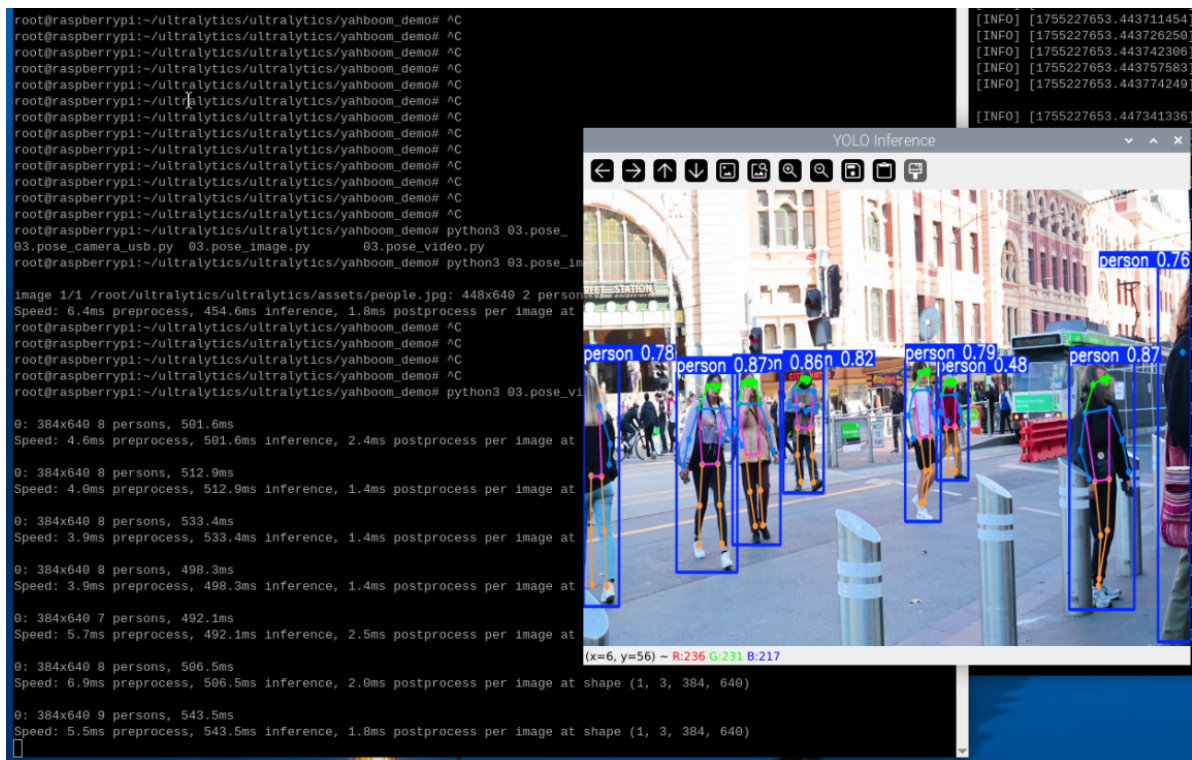 root@raspberrypi:~/ultralytics/ultralytics/yahboom_demo# ^C
root@raspberrypi:~/ultralytics/ultralytics/yahboom_demo# ^C
root@raspberrypi:~/ultralytics/ultralytics/yahboom_demo# ^C
root@raspberrypi:~/ultralytics/ultralytics/yahboom_demo# ^C
root@raspberrypi:~/ultralytics/ultralytics/yahboom_demo# ^C
root@raspberrypi:~/ultralytics/ultralytics/yahboom_demo# ^C
root@raspberrypi:~/ultralytics/ultralytics/yahboom_demo# ^C
root@raspberrypi:~/ultralytics/ultralytics/yahboom_demo# ^C
root@raspberrypi:~/ultralytics/ultralytics/yahboom_demo# ^C
root@raspberrypi:~/ultralytics/ultralytics/yahboom_demo# ^C
root@raspberrypi:~/ultralytics/ultralytics/yahboom_demo# ^C
root@raspberrypi:~/ultralytics/ultralytics/yahboom_demo# ^C
root@raspberrypi:~/ultralytics/ultralytics/yahboom_demo# ^C
root@raspberrypi:~/ultralytics/ultralytics/yahboom_demo# python3 03.pose_
03.pose_camera_usb.py 03.pose_image.py 03.pose_video.py
root@raspberrypi:~/ultralytics/ultralytics/yahboom_demo# python3 03.pose_im
image 1/1 /root/ultralytics/ultralytics/assets/people.jpg: 448x640 2 person
Speed: 6.4ms preprocess, 454.6ms inference, 1.8ms postprocess per image at
root@raspberrypi:~/ultralytics/ultralytics/yahboom_demo# ^C
root@raspberrypi:~/ultralytics/ultralytics/yahboom_demo# ^C
root@raspberrypi:~/ultralytics/ultralytics/yahboom_demo# ^C
root@raspberrypi:~/ultralytics/ultralytics/yahboom_demo# ^C
root@raspberrypi:~/ultralytics/ultralytics/yahboom_demo# python3 03.pose_vi
0: 384x640 8 persons, 501.6ms
Speed: 4.6ms preprocess, 501.6ms inference, 2.4ms postprocess per image at
0: 384x640 8 persons, 512.9ms
Speed: 4.0ms preprocess, 512.9ms inference, 1.4ms postprocess per image at
0: 384x640 8 persons, 533.4ms
Speed: 3.9ms preprocess, 533.4ms inference, 1.4ms postprocess per image at
0: 384x640 8 persons, 498.3ms
Speed: 3.9ms preprocess, 498.3ms inference, 1.4ms postprocess per image at
0: 384x640 7 persons, 492.1ms
Speed: 5.7ms preprocess, 492.1ms inference, 2.5ms postprocess per image at
0: 384x640 8 persons, 506.5ms
Speed: 6.9ms preprocess, 506.5ms inference, 2.0ms postprocess per image at shape (1, 3, 384, 640)
0: 384x640 9 persons, 543.5ms
Speed: 5.5ms preprocess, 543.5ms inference, 1.8ms postprocess per image at shape (1, 3, 384, 640)
[INFO] [1755227653.443711454]
[INFO] [1755227653.443726250]
[INFO] [1755227653.443742306]
[INFO] [1755227653.443757583]
[INFO] [1755227653.443774249]
[INFO] [1755227653.447341336]
YOLO Inference
person 0.76
STATION
person 0.78
person 0.87
on 0.86
n 0.82
person 0.79
person 0.48
person 0.87
(x=6, y=56) ~ R:236 G:231 B:217